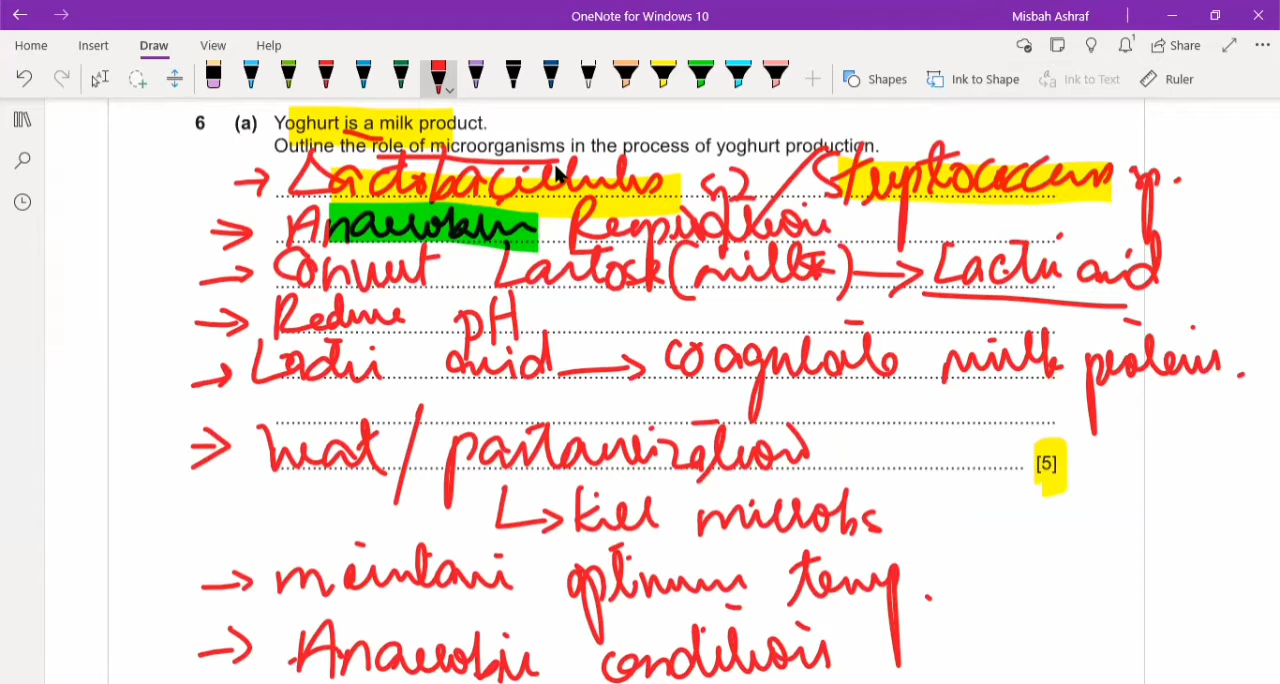 OneNote for Windows 10
Misbah Ashraf
Home Insert Draw View Help
Share
Shapes Ink to Shape Ink to Text Ruler
6 (a) Yoghurt is a milk product.
Outline the role of microorganisms in the process of yoghurt production.
→ Lactobacillus sp / Streptococcus sp.
→ Anaerobic Respiration
→ Convert Lactose (milk) → Lactic acid
→ Reduce pH
→ Lactic acid → coagulate milk proteins.
→ heat / pasteurization
[5]
↳ kill microbs
→ maintain optimum temp.
→ Anaerobic conditions